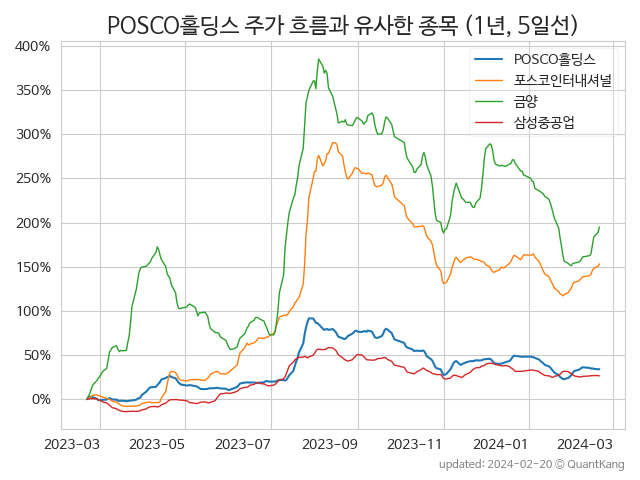 POSCO홀딩스 주가 흐름과 유사한 종목 (1년, 5일선)
400%
350%
300%
250%
200%
150%
100%
50%
0%
POSCO홀딩스
포스코인터내셔널
금양
삼성중공업
2023-03 2023-05 2023-07 2023-09 2023-11 2024-01 2024-03
updated: 2024-02-20 © QuantKang